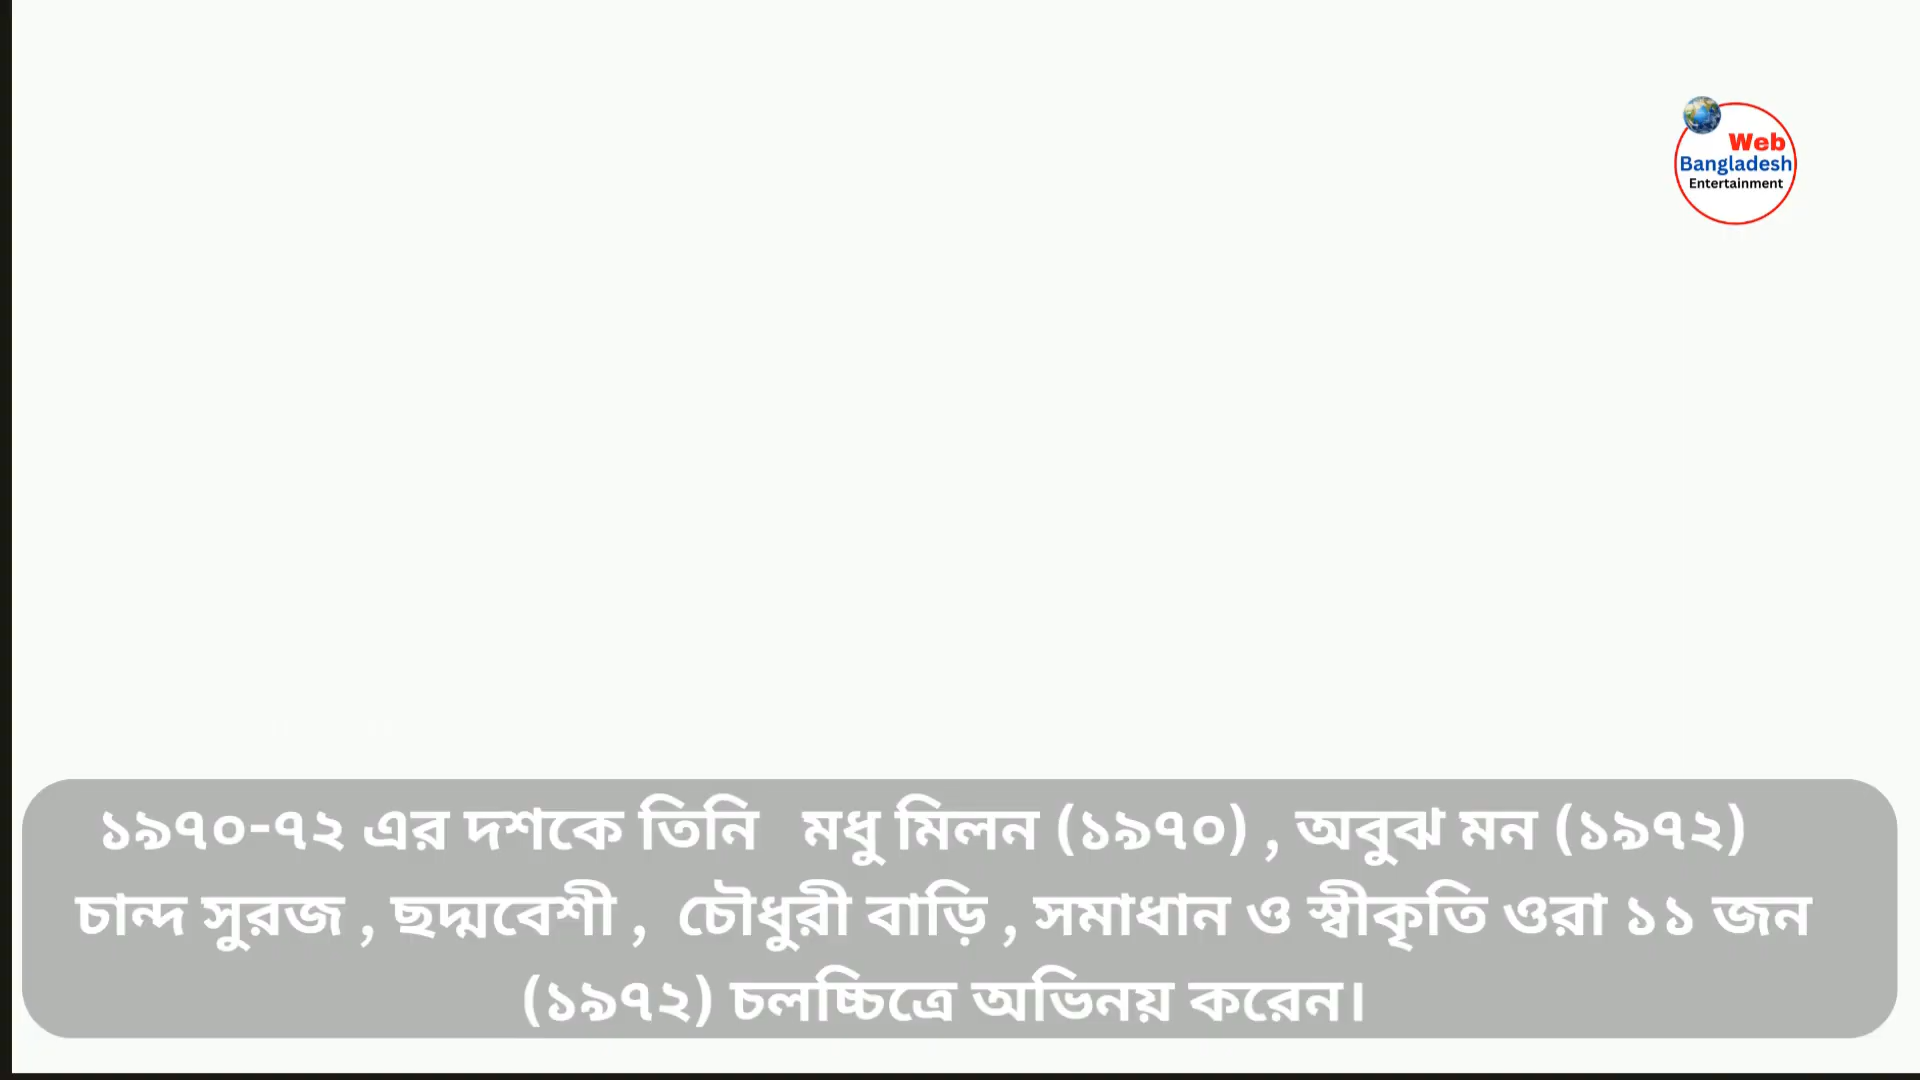 Web
Bangladesh
Entertainment
১৯৭০-৭২ এর দশকে তিনি মধু মিলন (১৯৭০) , অবুঝ মন (১৯৭২)
চান্দ সুরজ , ছদ্মবেশী , চৌধুরী বাড়ি , সমাধান ও স্বীকৃতি ওরা ১১ জন
(১৯৭২) চলচ্চিত্রে অভিনয় করেন।